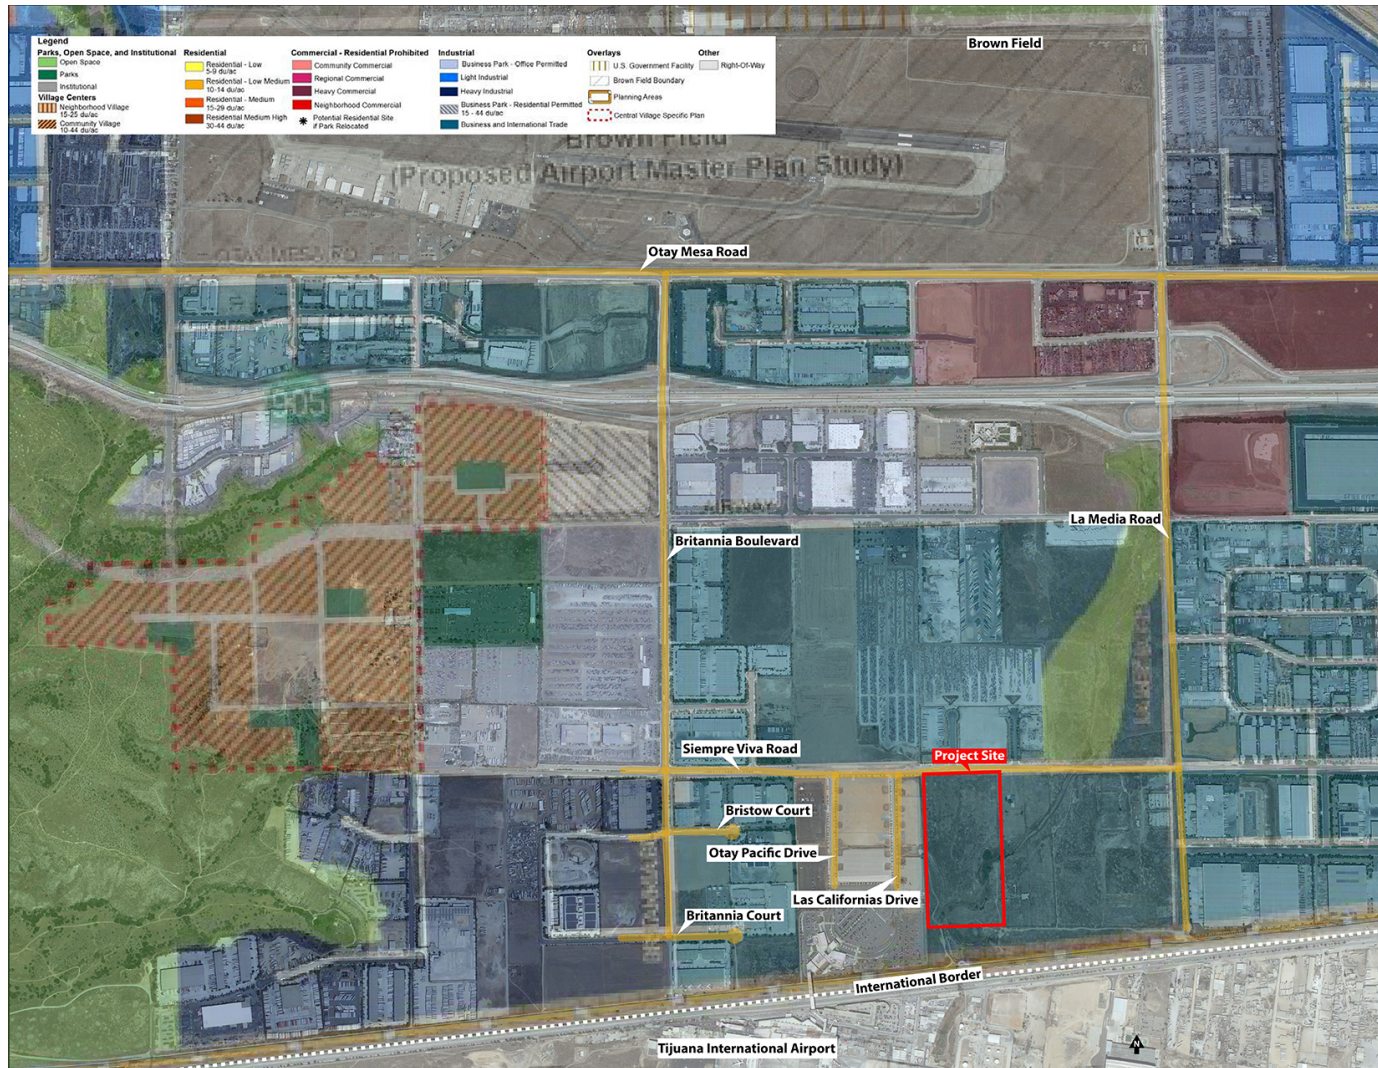 Legend
Parks, Open Space, and Institutional
Open Space
Parks
Institutional
Village Centers
Neighborhood Village
15-25 du/ac
Community Village
10-44 du/ac
Residential
Residential - Low
5-9 du/ac
Residential - Low Medium
10-14 du/ac
Residential - Medium
15-29 du/ac
Residential Medium High
30-44 du/ac
Commercial - Residential Prohibited
Community Commercial
Regional Commercial
Heavy Commercial
Neighborhood Commercial
Potential Residential Site
if Park Relocated
Industrial
Business Park - Office Permitted
Light Industrial
Heavy Industrial
Business Park - Residential Permitted
15 - 44 du/ac
Business and International Trade
Overlays
U.S. Government Facility
Brown Field Boundary
Planning Areas
Central Village Specific Plan
Other
Right-Of-Way
Brown Field
Brown Field
(Proposed Airport Master Plan Study)
OTAY MESA RD
Otay Mesa Road
905
AIRWAY
La Media Road
Britannia Boulevard
Siempre Viva Road
Project Site
Bristow Court
Otay Pacific Drive
Las Californias Drive
Britannia Court
International Border
Tijuana International Airport
N